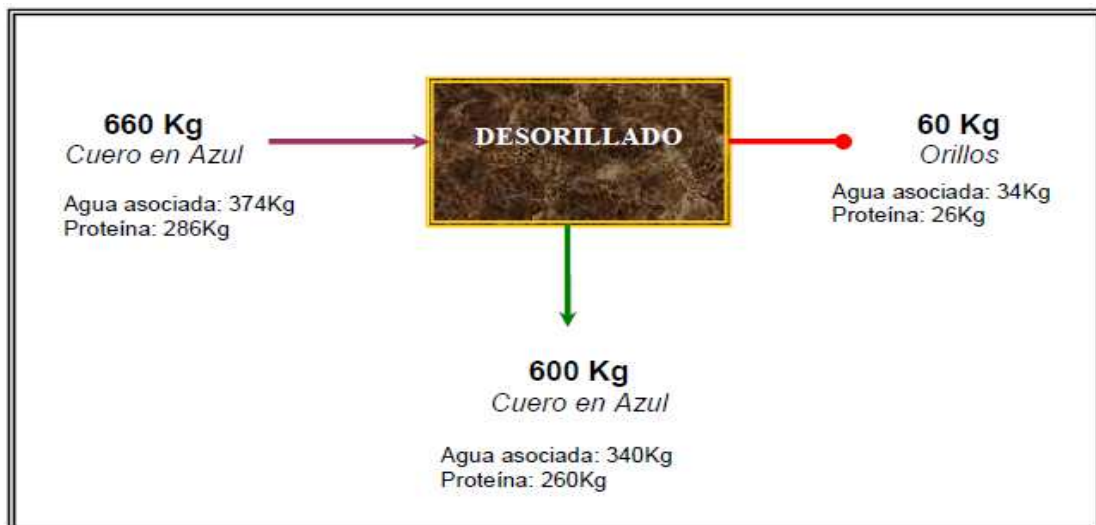 660 Kg
Cuero en Azul
Agua asociada: 374Kg
Proteína: 286Kg
DESORILLADO
60 Kg
Orillos
Agua asociada: 34Kg
Proteína: 26Kg
600 Kg
Cuero en Azul
Agua asociada: 340Kg
Proteína: 260Kg